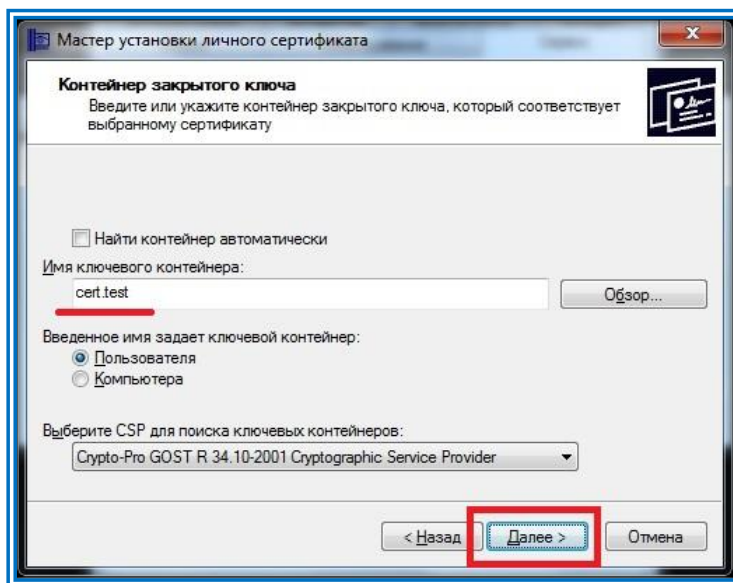 Мастер установки личного сертификата
Контейнер закрытого ключа
Введите или укажите контейнер закрытого ключа, который соответствует
выбранному сертификату
Найти контейнер автоматически
Имя ключевого контейнера:
cert.test
Обзор...
Введенное имя задает ключевой контейнер:
Пользователя
Компьютера
Выберите CSP для поиска ключевых контейнеров:
Crypto-Pro GOST R 34.10-2001 Cryptographic Service Provider
< Назад Далее > Отмена